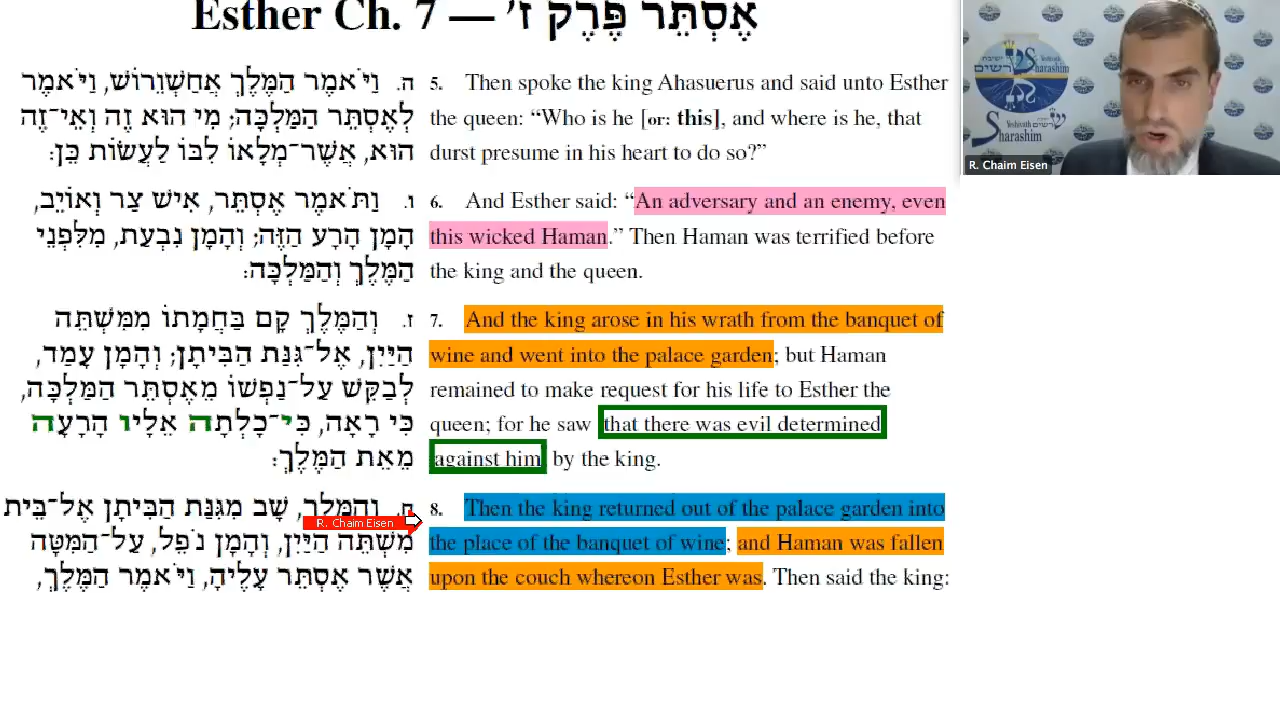 Esther Ch. 7 — אֶסְתֵּר פֶּרֶק ז׳
ה. וַיֹּאמֶר הַמֶּלֶךְ אֲחַשְׁוֵרוֹשׁ, וַיֹּאמֶר
לְאֶסְתֵּר הַמַּלְכָּה; מִי הוּא זֶה וְאֵי־זֶה
הוּא, אֲשֶׁר־מְלָאוֹ לִבּוֹ לַעֲשׂוֹת כֵּן:
5. Then spoke the king Ahasuerus and said unto Esther
the queen: “Who is he [or: this], and where is he, that
durst presume in his heart to do so?”
ו. וַתֹּאמֶר אֶסְתֵּר, אִישׁ צַר וְאוֹיֵב,
הָמָן הָרָע הַזֶּה; וְהָמָן נִבְעַת, מִלִּפְנֵי
הַמֶּלֶךְ וְהַמַּלְכָּה:
6. And Esther said: “An adversary and an enemy, even
this wicked Haman.” Then Haman was terrified before
the king and the queen.
ז. וְהַמֶּלֶךְ קָם בַּחֲמָתוֹ מִמִּשְׁתֵּה
הַיַּיִן, אֶל־גִּנַּת הַבִּיתָן; וְהָמָן עָמַד,
לְבַקֵּשׁ עַל־נַפְשׁוֹ מֵאֶסְתֵּר הַמַּלְכָּה,
כִּי רָאָה, כִּי־כָלְתָה אֵלָיו הָרָעָה
מֵאֵת הַמֶּלֶךְ:
7. And the king arose in his wrath from the banquet of
wine and went into the palace garden; but Haman
remained to make request for his life to Esther the
queen; for he saw that there was evil determined
against him by the king.
ח. וְהַמֶּלֶךְ, שָׁב מִגִּנַּת הַבִּיתָן אֶל־בֵּית
מִשְׁתֵּה הַיַּיִן, וְהָמָן נֹפֵל, עַל־הַמִּטָּה
אֲשֶׁר אֶסְתֵּר עָלֶיהָ, וַיֹּאמֶר הַמֶּלֶךְ,
8. Then the king returned out of the palace garden into
the place of the banquet of wine; and Haman was fallen
upon the couch whereon Esther was. Then said the king:
R. Chaim Eisen
ישיבת
שרשים
Sharashim
Yeshivath
Sharashim
R. Chaim Eisen